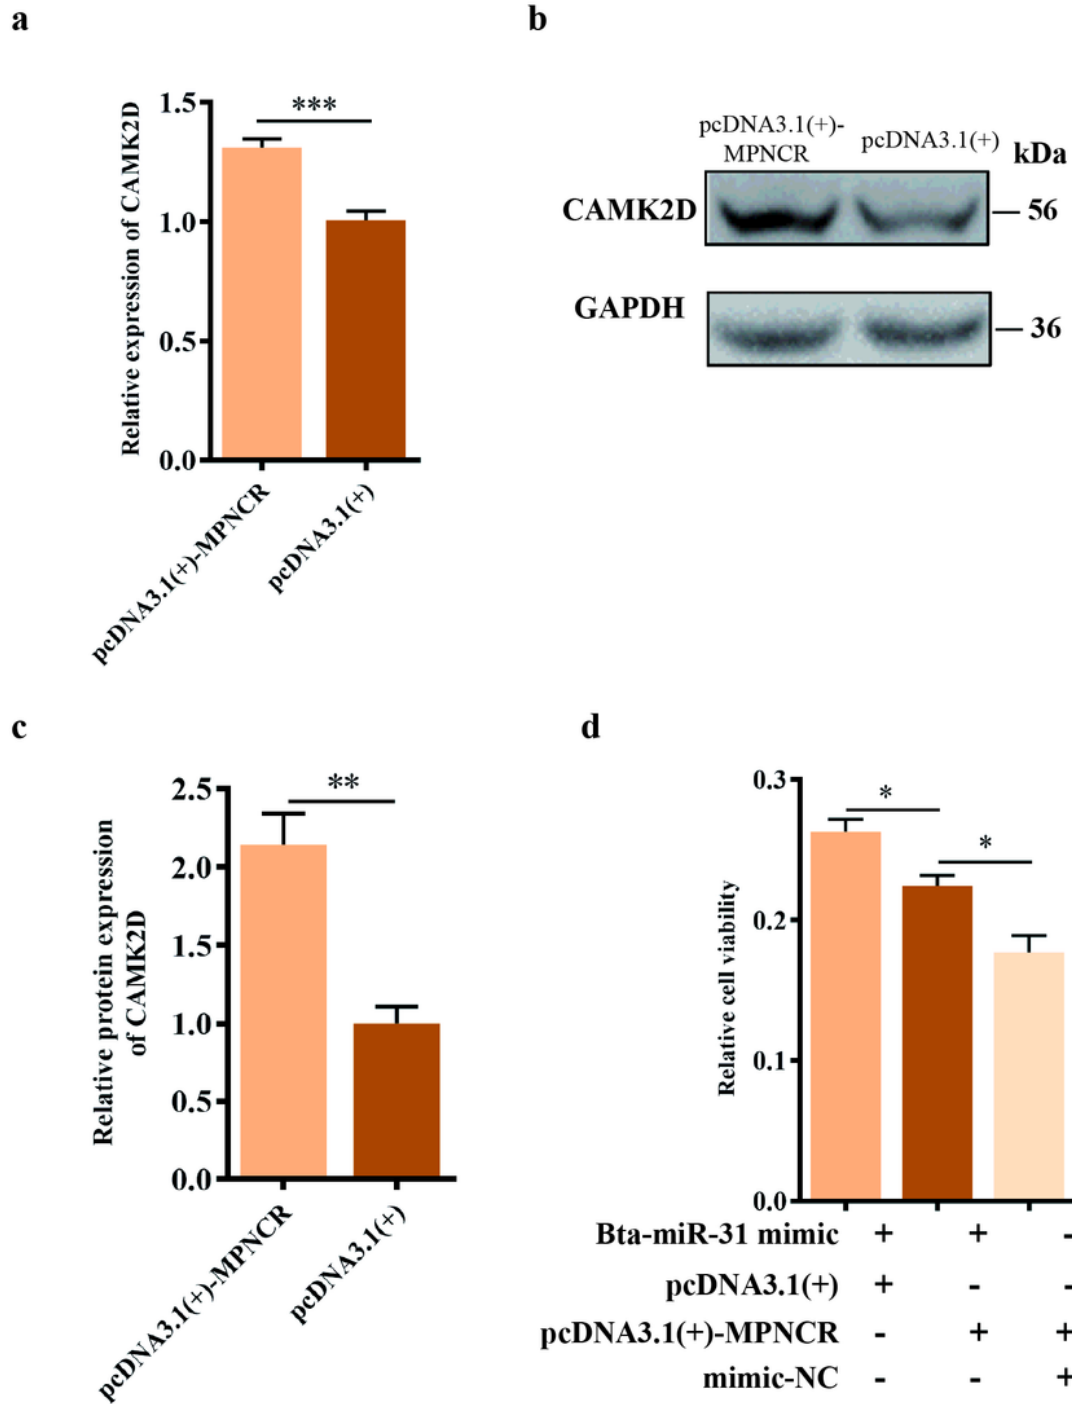 a
1.5
1.0
0.5
0.0
Relative expression of CAMK2D
***
pcDNA3.1(+)-MPNCR
pcDNA3.1(+)
b
pcDNA3.1(+)-
MPNCR
pcDNA3.1(+)
kDa
CAMK2D
56
GAPDH
36
c
2.5
2.0
1.5
1.0
0.5
0.0
Relative protein expression
of CAMK2D
**
pcDNA3.1(+)-MPNCR
pcDNA3.1(+)
d
0.3
0.2
0.1
0.0
Relative cell viability
*
*
Bta-miR-31 mimic + + -
pcDNA3.1(+) + - -
pcDNA3.1(+)-MPNCR - + +
mimic-NC - - +